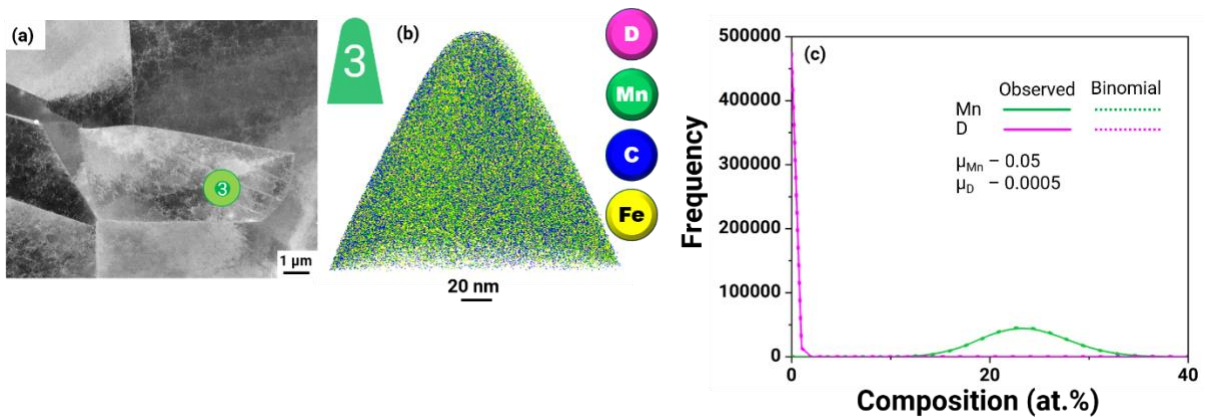 (a)
3
1 μm
3
(b)
20 nm
D
Mn
C
Fe
(c)
Frequency
500000
400000
300000
200000
100000
0
0
20
40
Composition (at.%)
Observed Binomial
Mn
D
μMn – 0.05
μD – 0.0005